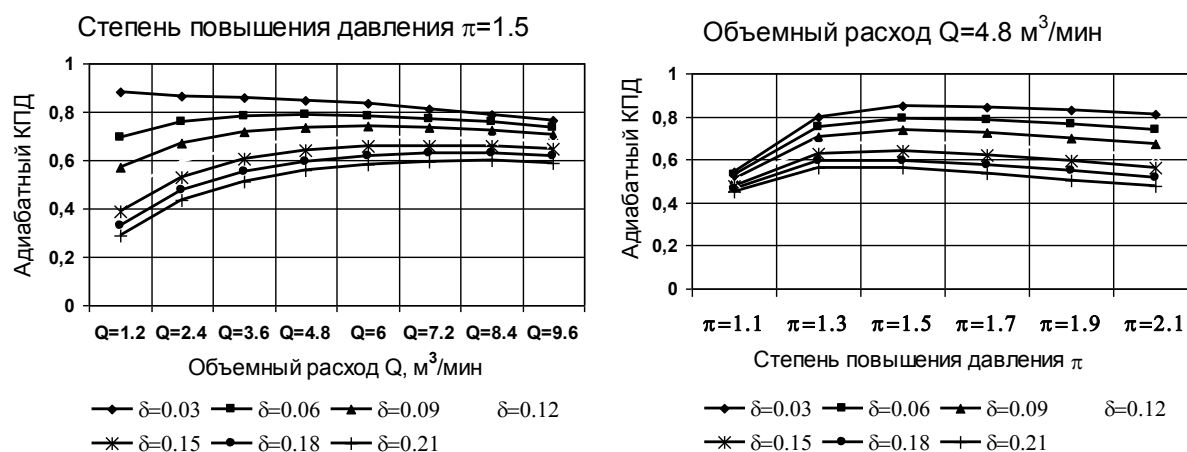 Степень повышения давления π=1.5
Адиабатный КПД
1
0,8
0,6
0,4
0,2
0
Q=1.2 Q=2.4 Q=3.6 Q=4.8 Q=6 Q=7.2 Q=8.4 Q=9.6
Объемный расход Q, м³/мин
δ=0.03 δ=0.06 δ=0.09 δ=0.12
δ=0.15 δ=0.18 δ=0.21
Объемный расход Q=4.8 м³/мин
Адиабатный КПД
1
0,8
0,6
0,4
0,2
0
π=1.1 π=1.3 π=1.5 π=1.7 π=1.9 π=2.1
Степень повышения давления π
δ=0.03 δ=0.06 δ=0.09 δ=0.12
δ=0.15 δ=0.18 δ=0.21